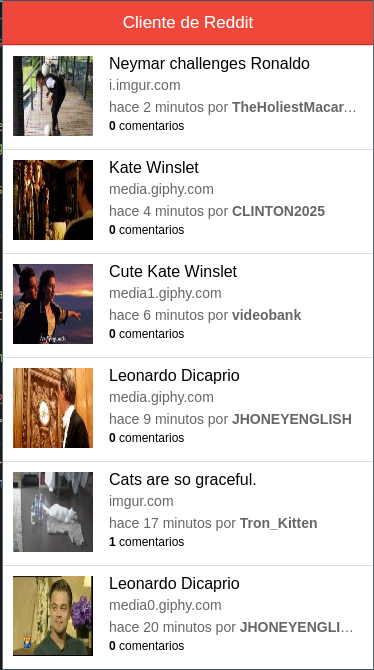 Cliente de Reddit
Neymar challenges Ronaldo
i.imgur.com
hace 2 minutos por TheHoliestMacar...
0 comentarios
Kate Winslet
media.giphy.com
hace 4 minutos por CLINTON2025
0 comentarios
Cute Kate Winslet
media1.giphy.com
hace 6 minutos por videobank
0 comentarios
Leonardo Dicaprio
media.giphy.com
hace 9 minutos por JHONEYENGLISH
0 comentarios
Cats are so graceful.
imgur.com
hace 17 minutos por Tron_Kitten
1 comentarios
Leonardo Dicaprio
media0.giphy.com
hace 20 minutos por JHONEYENGLI...
0 comentarios